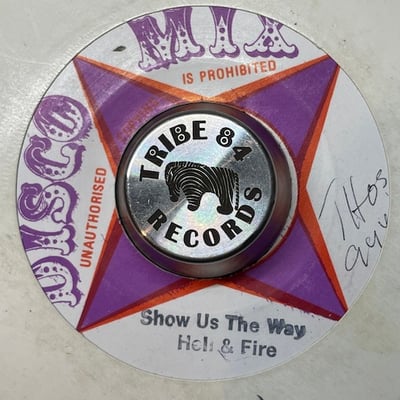 DISCO MIX
UNAUTHORISED
IS PROHIBITED
TRIBE 84
RECORDS
Show Us The Way
Hell & Fire